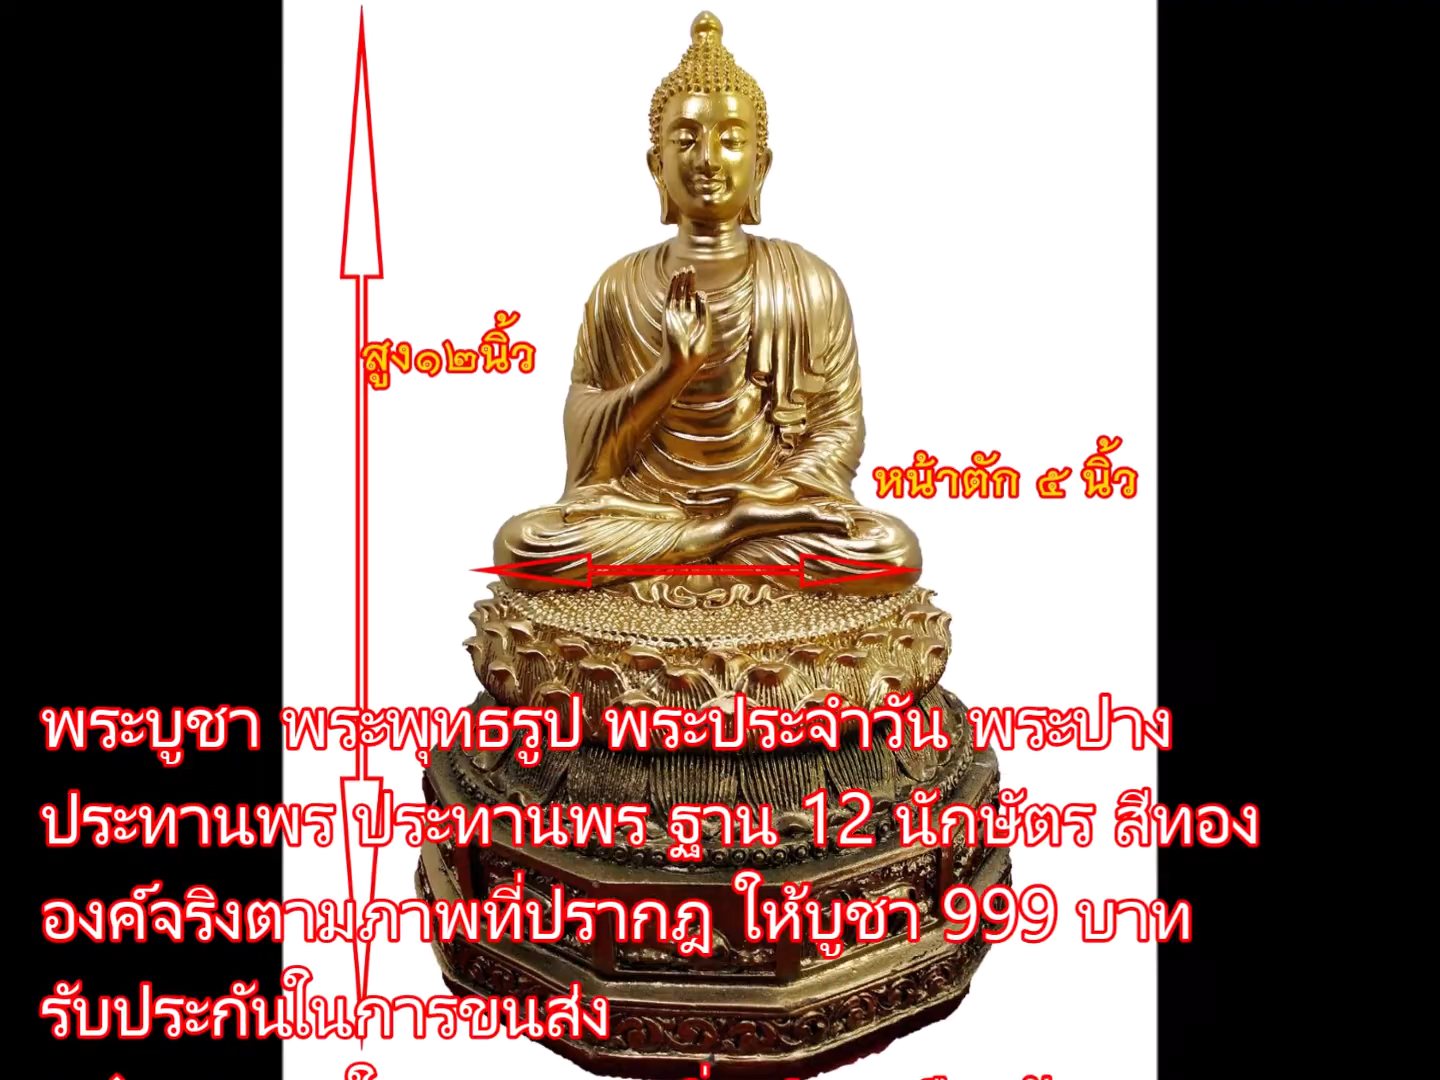 สูง๑๒นิ้ว
หน้าตัก ๕ นิ้ว
พระบูชา พระพุทธรูป พระประจำวัน พระปาง
ประทานพร ประทานพร ฐาน 12 นักษัตร สีทอง
องค์จริงตามภาพที่ปรากฎ ให้บูชา 999 บาท
รับประกันในการขนส่ง